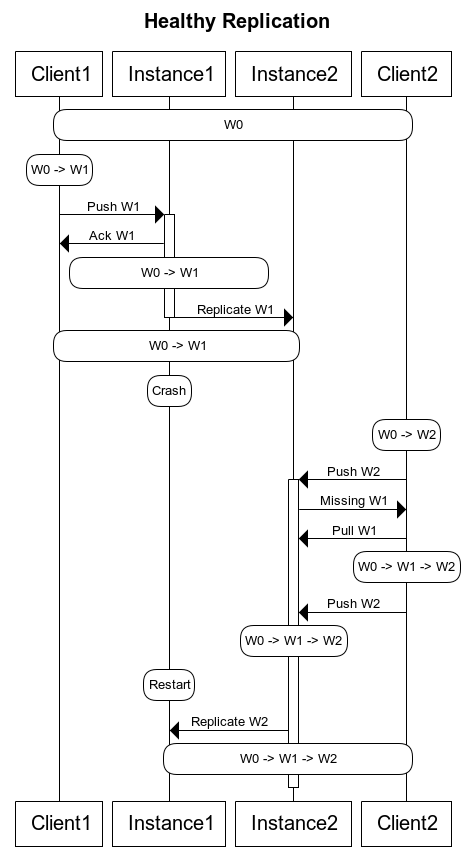 Healthy Replication
Client1 Instance1 Instance2 Client2
W0
W0 -> W1
Push W1
Ack W1
W0 -> W1
Replicate W1
W0 -> W1
Crash
W0 -> W2
Push W2
Missing W1
Pull W1
W0 -> W1 -> W2
Push W2
W0 -> W1 -> W2
Restart
Replicate W2
W0 -> W1 -> W2
Client1 Instance1 Instance2 Client2